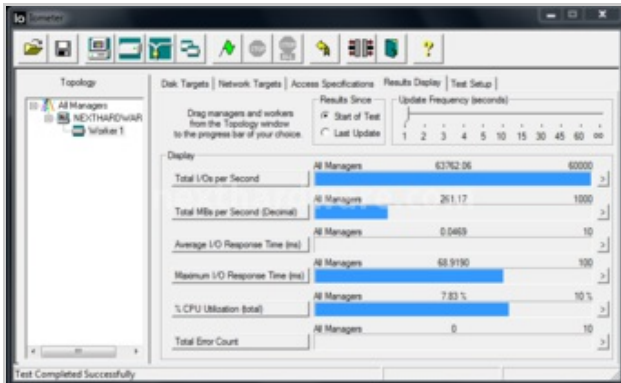 Io Iometer
Topology
All Managers
NEXTHARDWAR
Worker 1
Disk Targets | Network Targets | Access Specifications | Results Display | Test Setup
Drag managers and workers
from the Topology window
to the progress bar of your choice.
Results Since
Start of Test
Last Update
Update Frequency (seconds)
1 2 3 4 5 10 15 30 45 60 oo
Display
All Managers 63762.06 60000
Total I/Os per Second
All Managers 261.17 1000
Total MBs per Second (Decimal)
All Managers 0.0469 10
Average I/O Response Time (ms)
All Managers 68.9190 100
Maximum I/O Response Time (ms)
All Managers 7.83 % 10 %
% CPU Utilization (total)
All Managers 0 10
Total Error Count
Test Completed Successfully